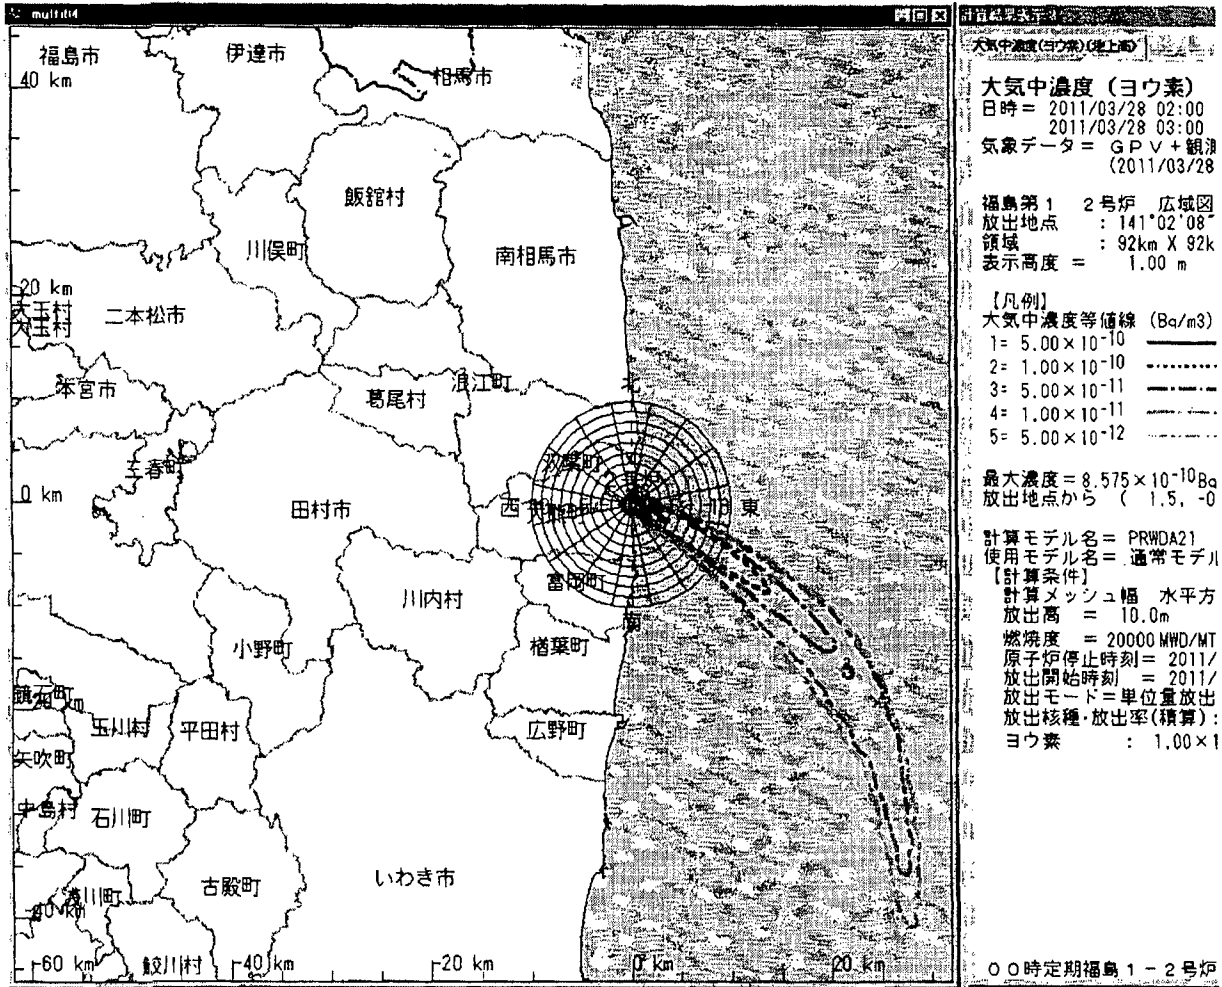 multi04
福島市
伊達市
相馬市
40 km
飯舘村
川俣町
南相馬市
20 km
大玉村
二本松市
本宮市
浪江町
葛尾村
北
三春町
双葉町
0 km
田村市
西
10 東
富岡町
川内村
南
小野町
楢葉町
3
玉川村
平田村
広野町
矢吹町
中島村
石川町
古殿町
いわき市
浅川町
-40 km
-60 km
鮫川村
-40 km
-20 km
0 km
20 km
大気中濃度(ヨウ素)(地上高)
大気中濃度 (ヨウ素)
日時= 2011/03/28 02:00
2011/03/28 03:00
気象データ= GPV+観測
(2011/03/28
福島第1 2号炉 広域図
放出地点 : 141°02'08"
領域 : 92km X 92k
表示高度 = 1.00 m
【凡例】
大気中濃度等値線 (Bq/m3)
1= 5.00×10-10
2= 1.00×10-10
3= 5.00×10-11
4= 1.00×10-11
5= 5.00×10-12
最大濃度=8.575×10-10Bq
放出地点から ( 1.5, -0
計算モデル名= PRWDA21
使用モデル名= 通常モデル
【計算条件】
計算メッシュ幅 水平方
放出高 = 10.0m
燃焼度 = 20000MWD/MT
原子炉停止時刻= 2011/
放出開始時刻 = 2011/
放出モード=単位量放出
放出核種・放出率(積算):
ヨウ素 : 1.00×1
00時定期福島1-2号炉